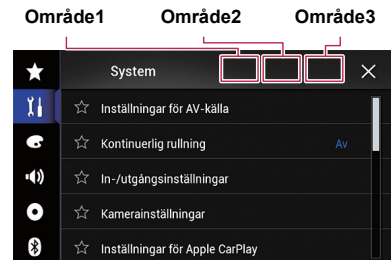 Område1 Område2 Område3
System
Inställningar för AV-källa
Kontinuerlig rullning Av
In-/utgångsinställningar
Kamerainställningar
Inställningar för Apple CarPlay